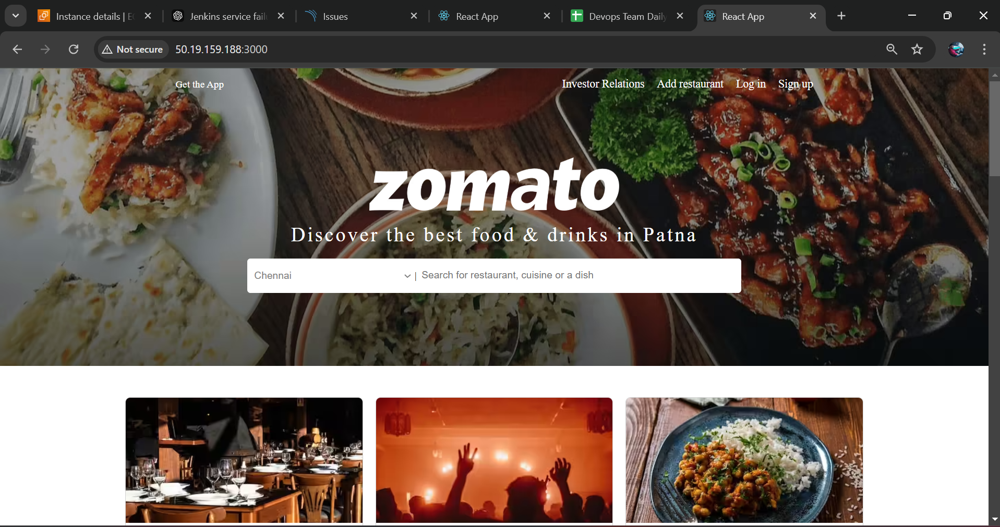 Instance details | EC
Jenkins service fail
Issues
React App
Devops Team Daily
React App
Not secure
50.19.159.188:3000
Get the App
Investor Relations
Add restaurant
Log in
Sign up
zomato
Discover the best food & drinks in Patna
Chennai
| Search for restaurant, cuisine or a dish